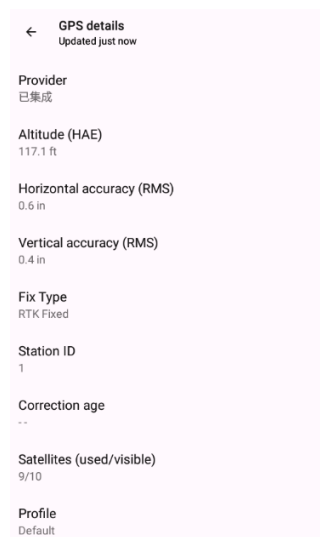 GPS details
Updated just now
Provider
已集成
Altitude (HAE)
117.1 ft
Horizontal accuracy (RMS)
0.6 in
Vertical accuracy (RMS)
0.4 in
Fix Type
RTK Fixed
Station ID
1
Correction age
--
Satellites (used/visible)
9/10
Profile
Default